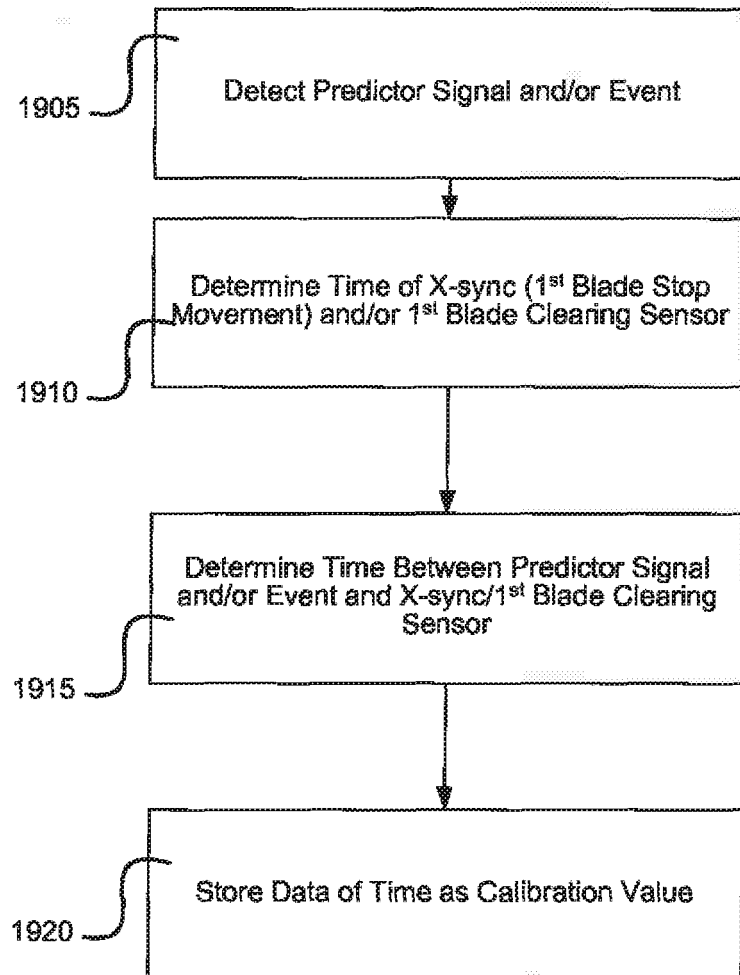 Detect Predictor Signal and/or Event
1905
Determine Time of X-sync (1st Blade Stop
Movement) and/or 1st Blade Clearing Sensor
1910
Determine Time Between Predictor Signal
and/or Event and X-sync/1st Blade Clearing
Sensor
1915
Store Data of Time as Calibration Value
1920